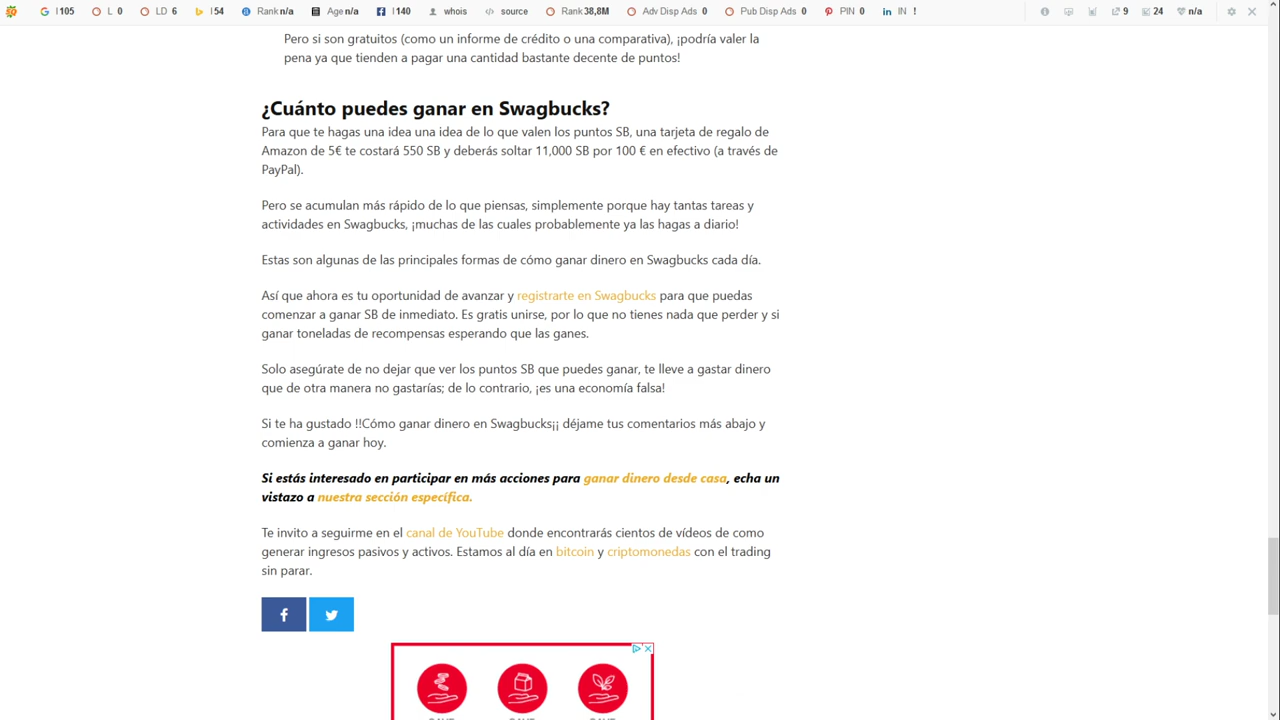 I 105 L 0 LD 6 I 54 Rank n/a Age n/a I 140 whois source Rank 38,8M Adv Disp Ads 0 Pub Disp Ads 0 PIN 0 IN ! 9 24 n/a
Pero si son gratuitos (como un informe de crédito o una comparativa), ¡podría valer la
pena ya que tienden a pagar una cantidad bastante decente de puntos!
¿Cuánto puedes ganar en Swagbucks?
Para que te hagas una idea una idea de lo que valen los puntos SB, una tarjeta de regalo de
Amazon de 5€ te costará 550 SB y deberás soltar 11,000 SB por 100 € en efectivo (a través de
PayPal).
Pero se acumulan más rápido de lo que piensas, simplemente porque hay tantas tareas y
actividades en Swagbucks, ¡muchas de las cuales probablemente ya las hagas a diario!
Estas son algunas de las principales formas de cómo ganar dinero en Swagbucks cada día.
Así que ahora es tu oportunidad de avanzar y registrarte en Swagbucks para que puedas
comenzar a ganar SB de inmediato. Es gratis unirse, por lo que no tienes nada que perder y si
ganar toneladas de recompensas esperando que las ganes.
Solo asegúrate de no dejar que ver los puntos SB que puedes ganar, te lleve a gastar dinero
que de otra manera no gastarías; de lo contrario, ¡es una economía falsa!
Si te ha gustado !!Cómo ganar dinero en Swagbucks¡¡ déjame tus comentarios más abajo y
comienza a ganar hoy.
Si estás interesado en participar en más acciones para ganar dinero desde casa, echa un
vistazo a nuestra sección específica.
Te invito a seguirme en el canal de YouTube donde encontrarás cientos de vídeos de como
generar ingresos pasivos y activos. Estamos al día en bitcoin y criptomonedas con el trading
sin parar.